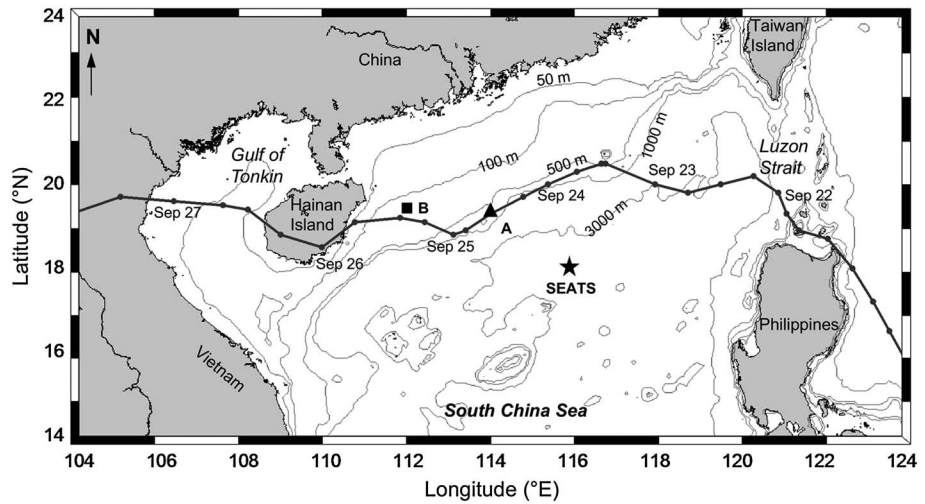 24
22
20
18
16
14
Latitude (°N)
N
China
Taiwan
Island
50 m
Gulf of
Tonkin
100 m
500 m
1000 m
Luzon
Strait
Hainan
Island
Sep 27
B
Sep 24
Sep 23
Sep 22
A
Sep 25
Sep 26
3000 m
SEATS
Philippines
Vietnam
South China Sea
104
106
108
110
112
114
116
118
120
122
124
Longitude (°E)